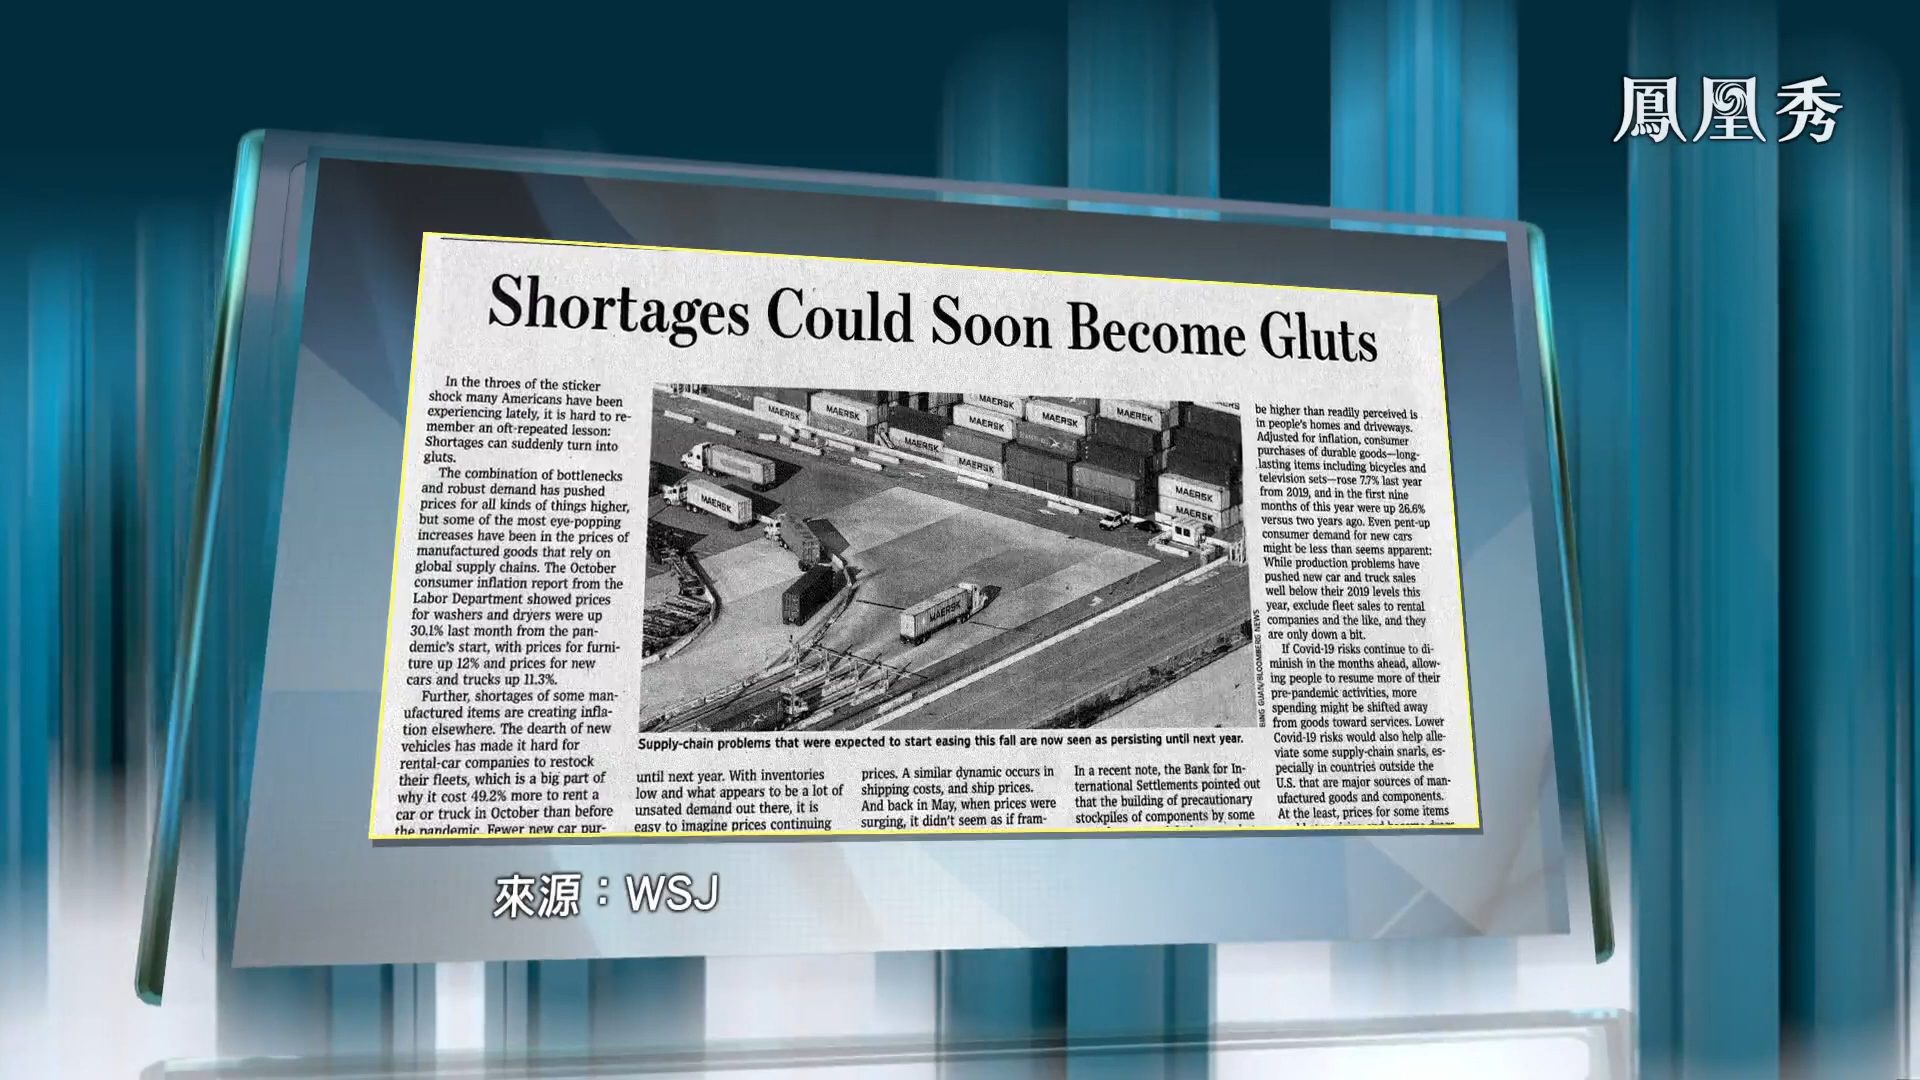 鳳凰秀
Shortages Could Soon Become Gluts
In the throes of the sticker
shock many Americans have been
experiencing lately, it is hard to re-
member an oft-repeated lesson:
Shortages can suddenly turn into
gluts.
The combination of bottlenecks
and robust demand has pushed
prices for all kinds of things higher,
but some of the most eye-popping
increases have been in the prices of
manufactured goods that rely on
global supply chains. The October
consumer inflation report from the
Labor Department showed prices
for washers and dryers were up
30.1% last month from the pan-
demic's start, with prices for furni-
ture up 12% and prices for new
cars and trucks up 11.3%.
Further, shortages of some man-
ufactured items are creating infla-
tion elsewhere. The dearth of new
vehicles has made it hard for
rental-car companies to restock
their fleets, which is a big part of
why it cost 49.2% more to rent a
car or truck in October than before
the pandemic. Fewer new car pur-
MAERSK
MAERSK
MAERSK
MAERSK
MAERSK
MAERSK
MAERSK
MAERSK
MAERSK
MAERSK
MAERSK
MAERSK
MAERSK
BING GUAN/BLOOMBERG NEWS
Supply-chain problems that were expected to start easing this fall are now seen as persisting until next year.
until next year. With inventories
low and what appears to be a lot of
unsated demand out there, it is
easy to imagine prices continuing
prices. A similar dynamic occurs in
shipping costs, and ship prices.
And back in May, when prices were
surging, it didn't seem as if fram-
In a recent note, the Bank for In-
ternational Settlements pointed out
that the building of precautionary
stockpiles of components by some
be higher than readily perceived is
in people's homes and driveways.
Adjusted for inflation, consumer
purchases of durable goods—long-
lasting items including bicycles and
television sets—rose 7.7% last year
from 2019, and in the first nine
months of this year were up 26.6%
versus two years ago. Even pent-up
consumer demand for new cars
might be less than seems apparent:
While production problems have
pushed new car and truck sales
well below their 2019 levels this
year, exclude fleet sales to rental
companies and the like, and they
are only down a bit.
If Covid-19 risks continue to di-
minish in the months ahead, allow-
ing people to resume more of their
pre-pandemic activities, more
spending might be shifted away
from goods toward services. Lower
Covid-19 risks would also help alle-
viate some supply-chain snarls, es-
pecially in countries outside the
U.S. that are major sources of man-
ufactured goods and components.
At the least, prices for some items
來源：WSJ